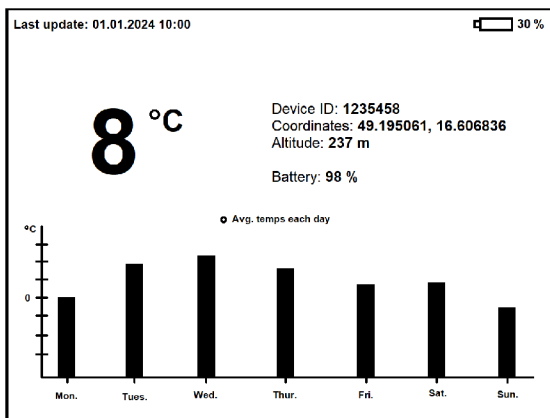 Last update: 01.01.2024 10:00
30 %
8 °C
Device ID: 1235458
Coordinates: 49.195061, 16.606836
Altitude: 237 m
Battery: 98 %
Avg. temps each day
°C
0
Mon. Tues. Wed. Thur. Fri. Sat. Sun.